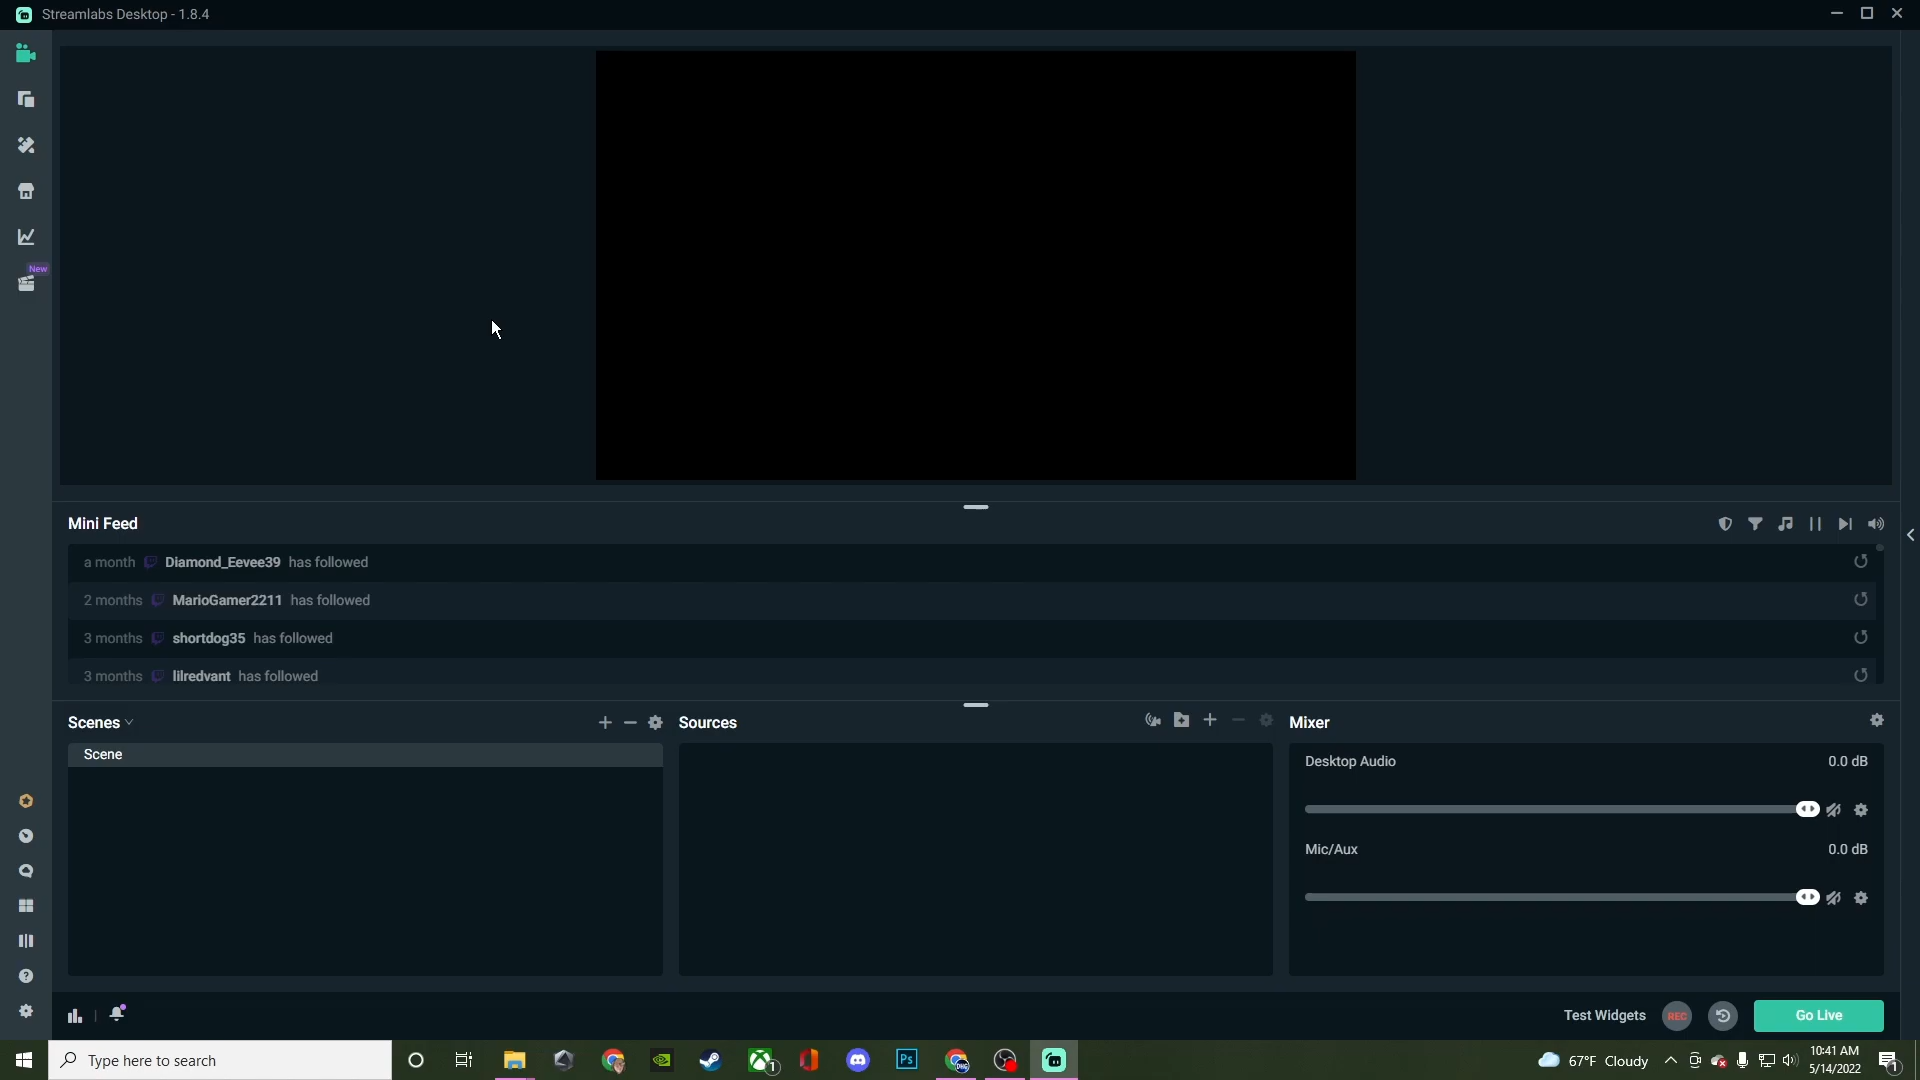 Streamlabs Desktop - 1.8.4
New
Mini Feed
a month Diamond_Eevee39 has followed
2 months MarioGamer2211 has followed
3 months shortdog35 has followed
3 months lilredvant has followed
Scenes
Sources
Mixer
Scene
Desktop Audio 0.0 dB
Mic/Aux 0.0 dB
Test Widgets
REC
Go Live
Type here to search
1
Ps
DHG
67°F Cloudy
10:41 AM
5/14/2022
1